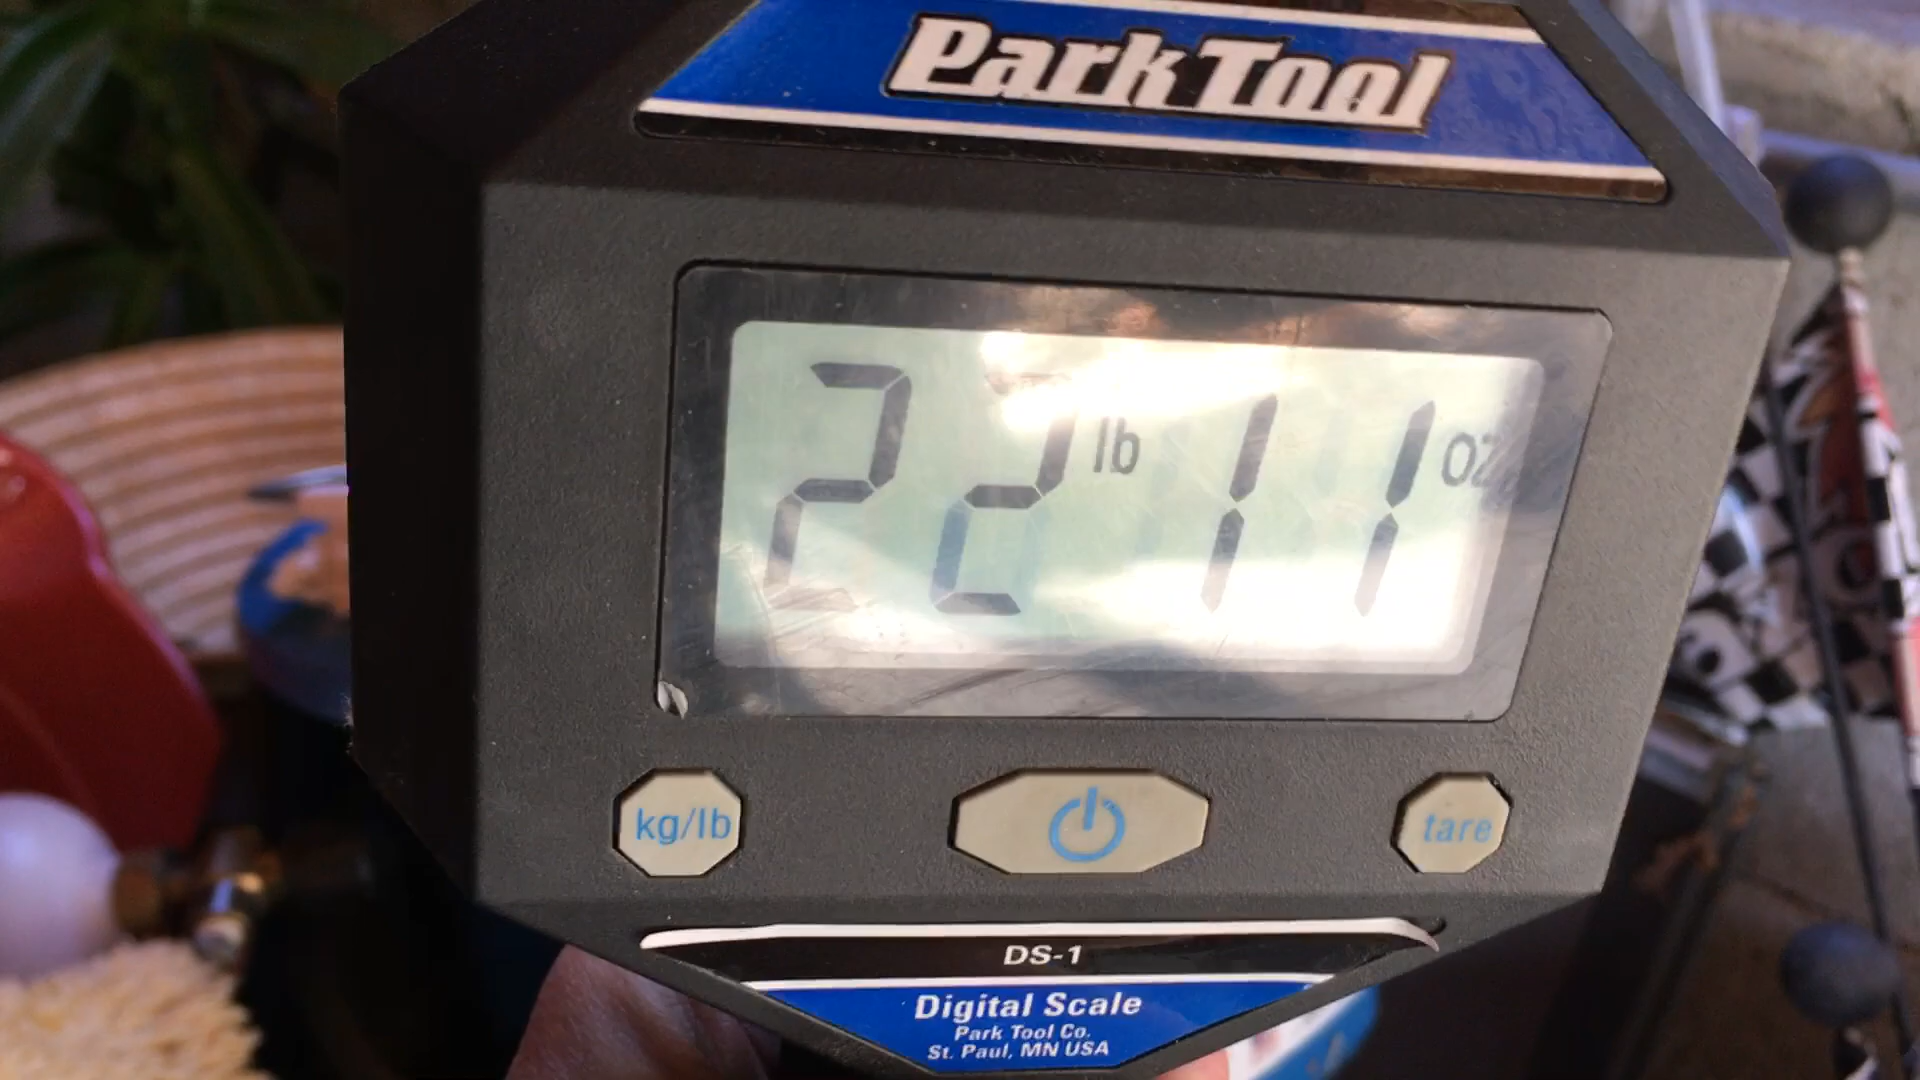 Park Tool
22 lb 11 oz
kg/lb tare
DS-1
Digital Scale
Park Tool Co.
St. Paul, MN USA